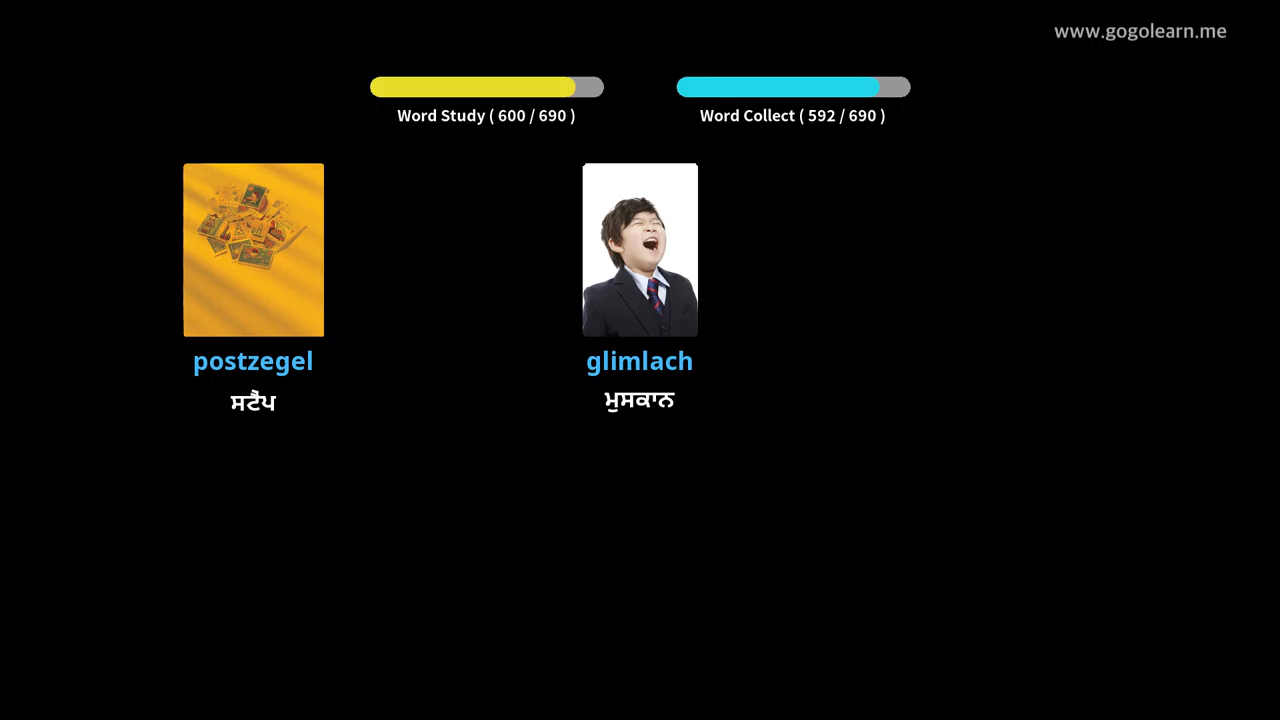 www.gogolearn.me
Word Study ( 600 / 690 )
Word Collect ( 592 / 690 )
postzegel
ਸਟੈਂਪ
glimlach
ਮੁਸਕਾਨ